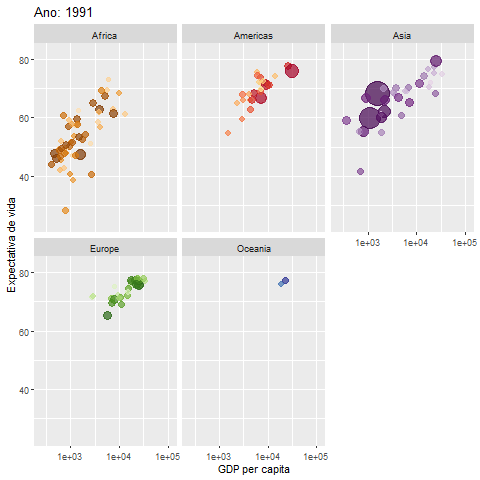 Ano: 1991
Africa
Americas
Asia
80
60
40
1e+03
1e+04
1e+05
Expectativa de vida
Europe
Oceania
80
60
40
1e+03
1e+04
1e+05
1e+03
1e+04
1e+05
GDP per capita